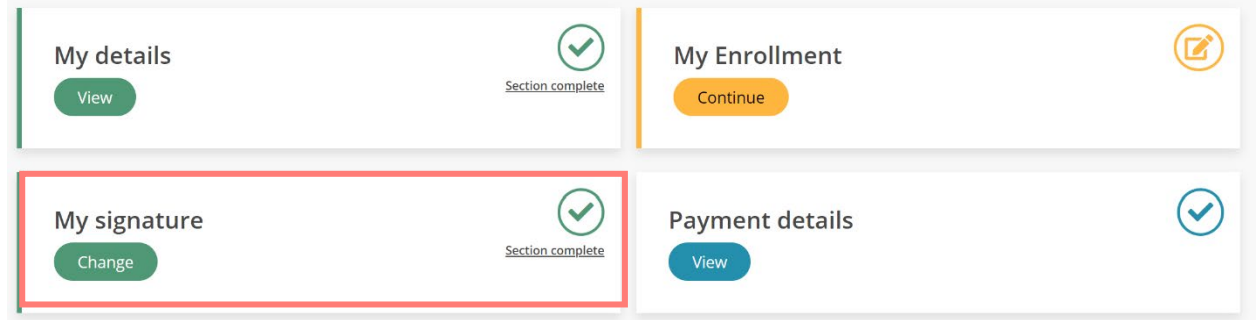 My details
View
Section complete
My Enrollment
Continue
My signature
Change
Section complete
Payment details
View